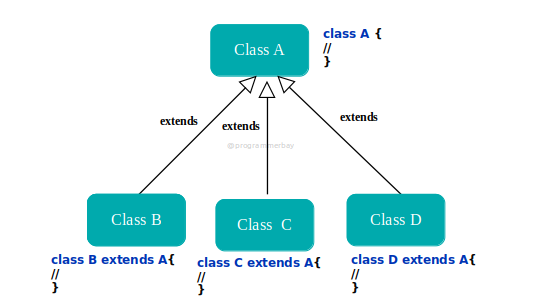 Class A
class A {
//
}
extends
extends
extends
@programmerbay
Class B
Class C
Class D
class B extends A{
//
}
class C extends A{
//
}
class D extends A{
//
}